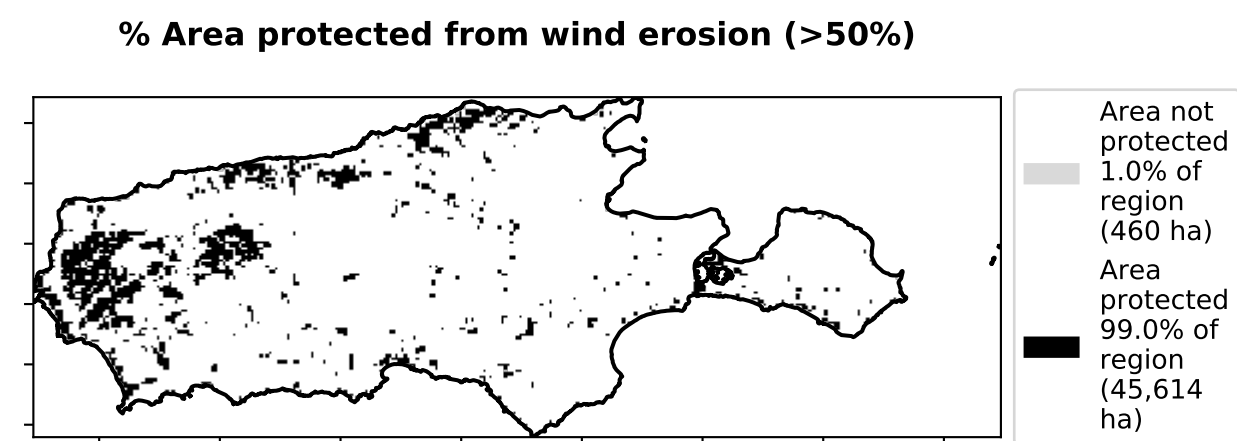 % Area protected from wind erosion (>50%)
Area not
protected
1.0% of
region
(460 ha)
Area
protected
99.0% of
region
(45,614
ha)